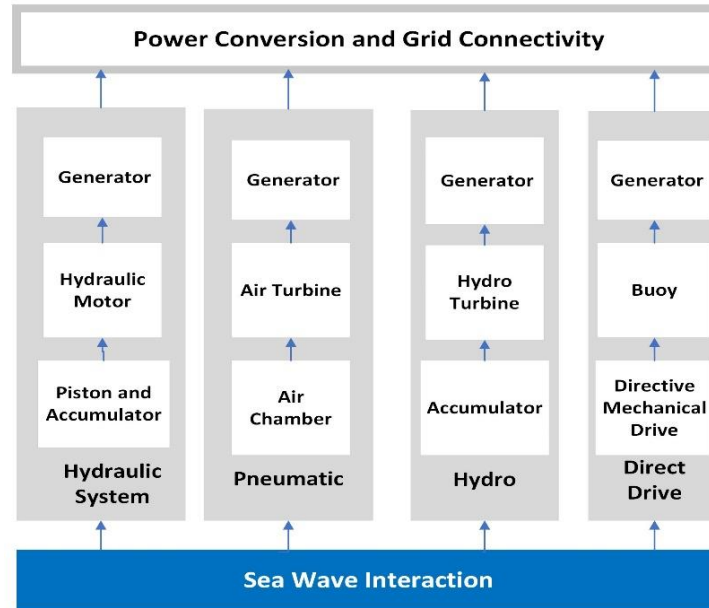 Power Conversion and Grid Connectivity
Generator
Hydraulic
Motor
Piston and
Accumulator
Hydraulic
System
Generator
Air Turbine
Air
Chamber
Pneumatic
Generator
Hydro
Turbine
Accumulator
Hydro
Generator
Buoy
Directive
Mechanical
Drive
Direct
Drive
Sea Wave Interaction